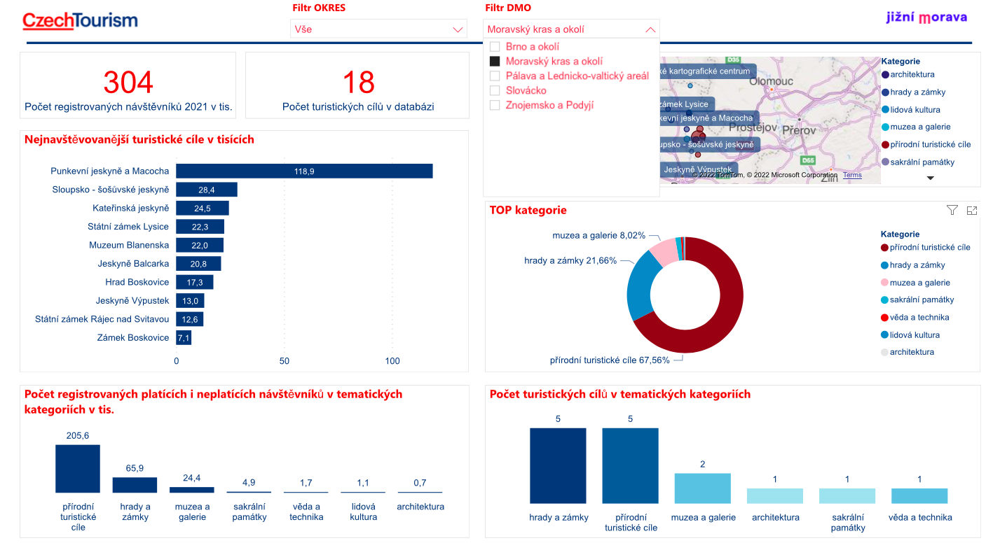 CzechTourism
Filtr OKRES
Vše
Filtr DMO
Moravský kras a okolí
Brno a okolí
Moravský kras a okolí
Pálava a Lednicko-valtický areál
Slovácko
Znojemsko a Podyjí
jižní morava
304
Počet registrovaných návštěvníků 2021 v tis.
18
Počet turistických cílů v databázi
D35
kartografické centrum
Olomouc
Lysice
jeskyně a Macocha
Prostějov
Přerov
- šošůvské jeskyně
D55
Jeskyně Výpustek
Zlín
© 2022 TomTom, © 2022 Microsoft Corporation Terms
Kategorie
architektura
hrady a zámky
lidová kultura
muzea a galerie
přírodní turistické cíle
sakrální památky
Nejnavštěvovanější turistické cíle v tisících
Punkevní jeskyně a Macocha 118,9
Sloupsko - šošůvské jeskyně 28,4
Kateřinská jeskyně 24,5
Státní zámek Lysice 22,3
Muzeum Blanenska 22,0
Jeskyně Balcarka 20,8
Hrad Boskovice 17,3
Jeskyně Výpustek 13,0
Státní zámek Rájec nad Svitavou 12,6
Zámek Boskovice 7,1
0 50 100
TOP kategorie
muzea a galerie 8,02%
hrady a zámky 21,66%
přírodní turistické cíle 67,56%
Kategorie
přírodní turistické cíle
hrady a zámky
muzea a galerie
sakrální památky
věda a technika
lidová kultura
architektura
Počet registrovaných platících i neplatících návštěvníků v tematických
kategoriích v tis.
205,6
65,9
24,4
4,9
1,7
1,1
0,7
přírodní
turistické
cíle
hrady a
zámky
muzea a
galerie
sakrální
památky
věda a
technika
lidová
kultura
architektura
Počet turistických cílů v tematických kategoriích
5
5
2
1
1
1
hrady a zámky
přírodní
turistické cíle
muzea a galerie
architektura
sakrální
památky
věda a technika